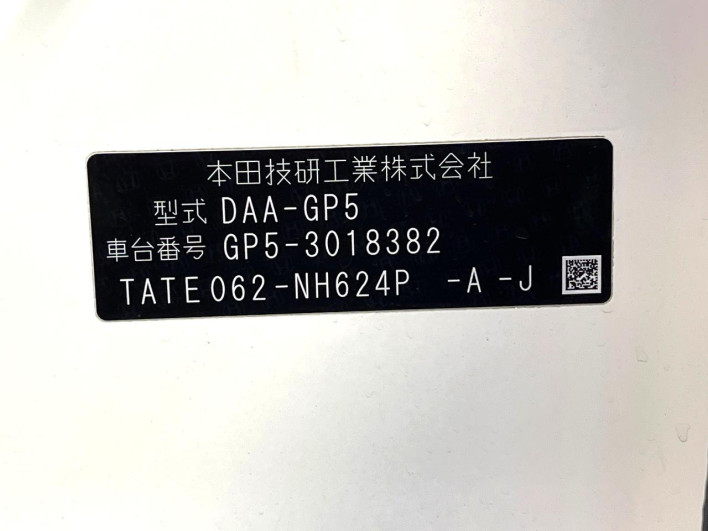 本田技研工業株式会社
型式 DAA-GP5
車台番号 GP5-3018382
TATE062-NH624P -A -J